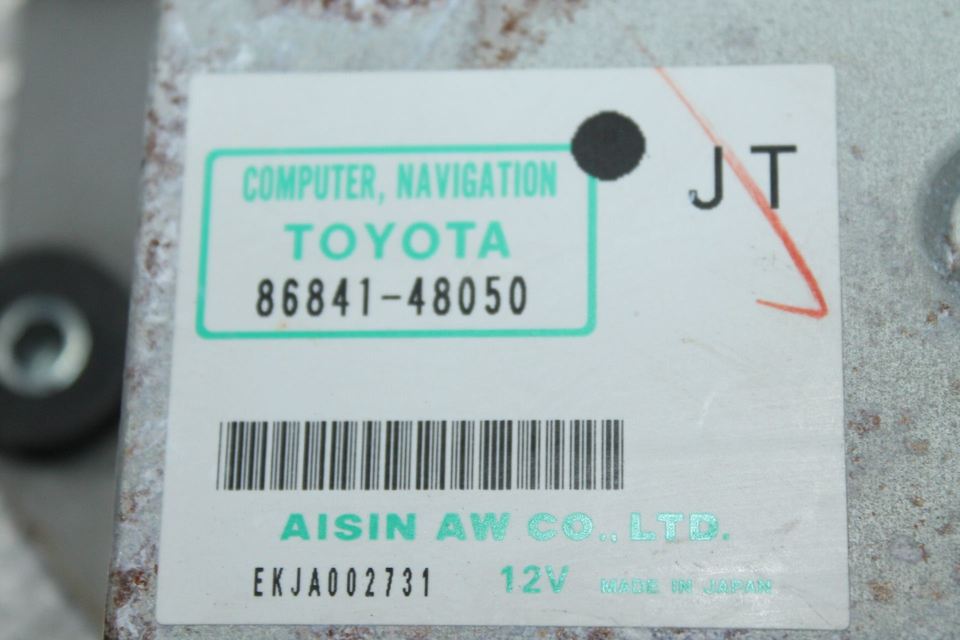 COMPUTER, NAVIGATION
JT
TOYOTA
86841-48050
AISIN AW CO., LTD.
EKJA002731 12V MADE IN JAPAN